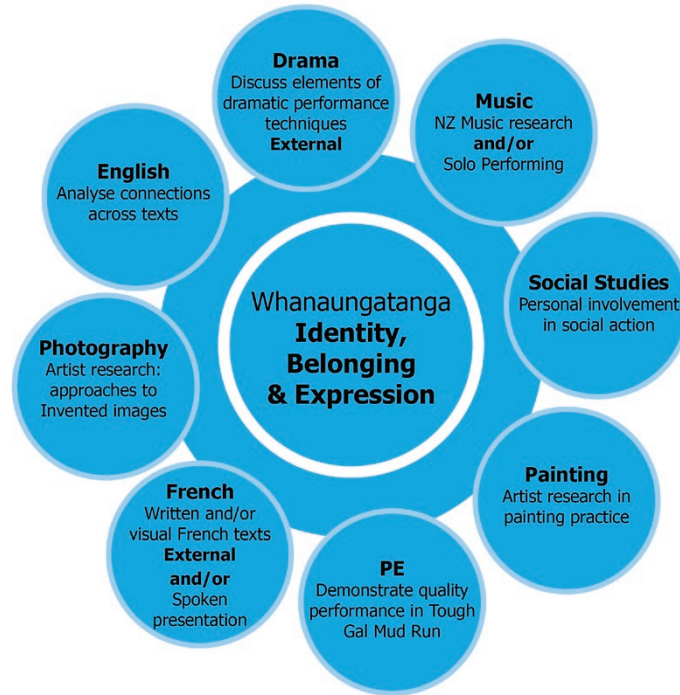 Drama
Discuss elements of
dramatic performance
techniques
External
Music
NZ Music research
and/or
Solo Performing
English
Analyse connections
across texts
Social Studies
Personal involvement
in social action
Whanaungatanga
Identity,
Belonging
& Expression
Photography
Artist research:
approaches to
Invented images
Painting
Artist research in
painting practice
French
Written and/or
visual French texts
External
and/or
Spoken
presentation
PE
Demonstrate quality
performance in Tough
Gal Mud Run